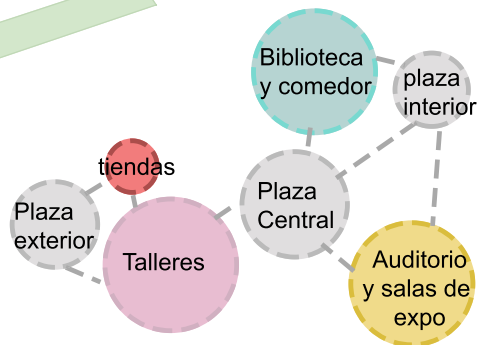 Biblioteca
y comedor
plaza
interior
tiendas
Plaza
exterior
Plaza
Central
Talleres
Auditorio
y salas de
expo